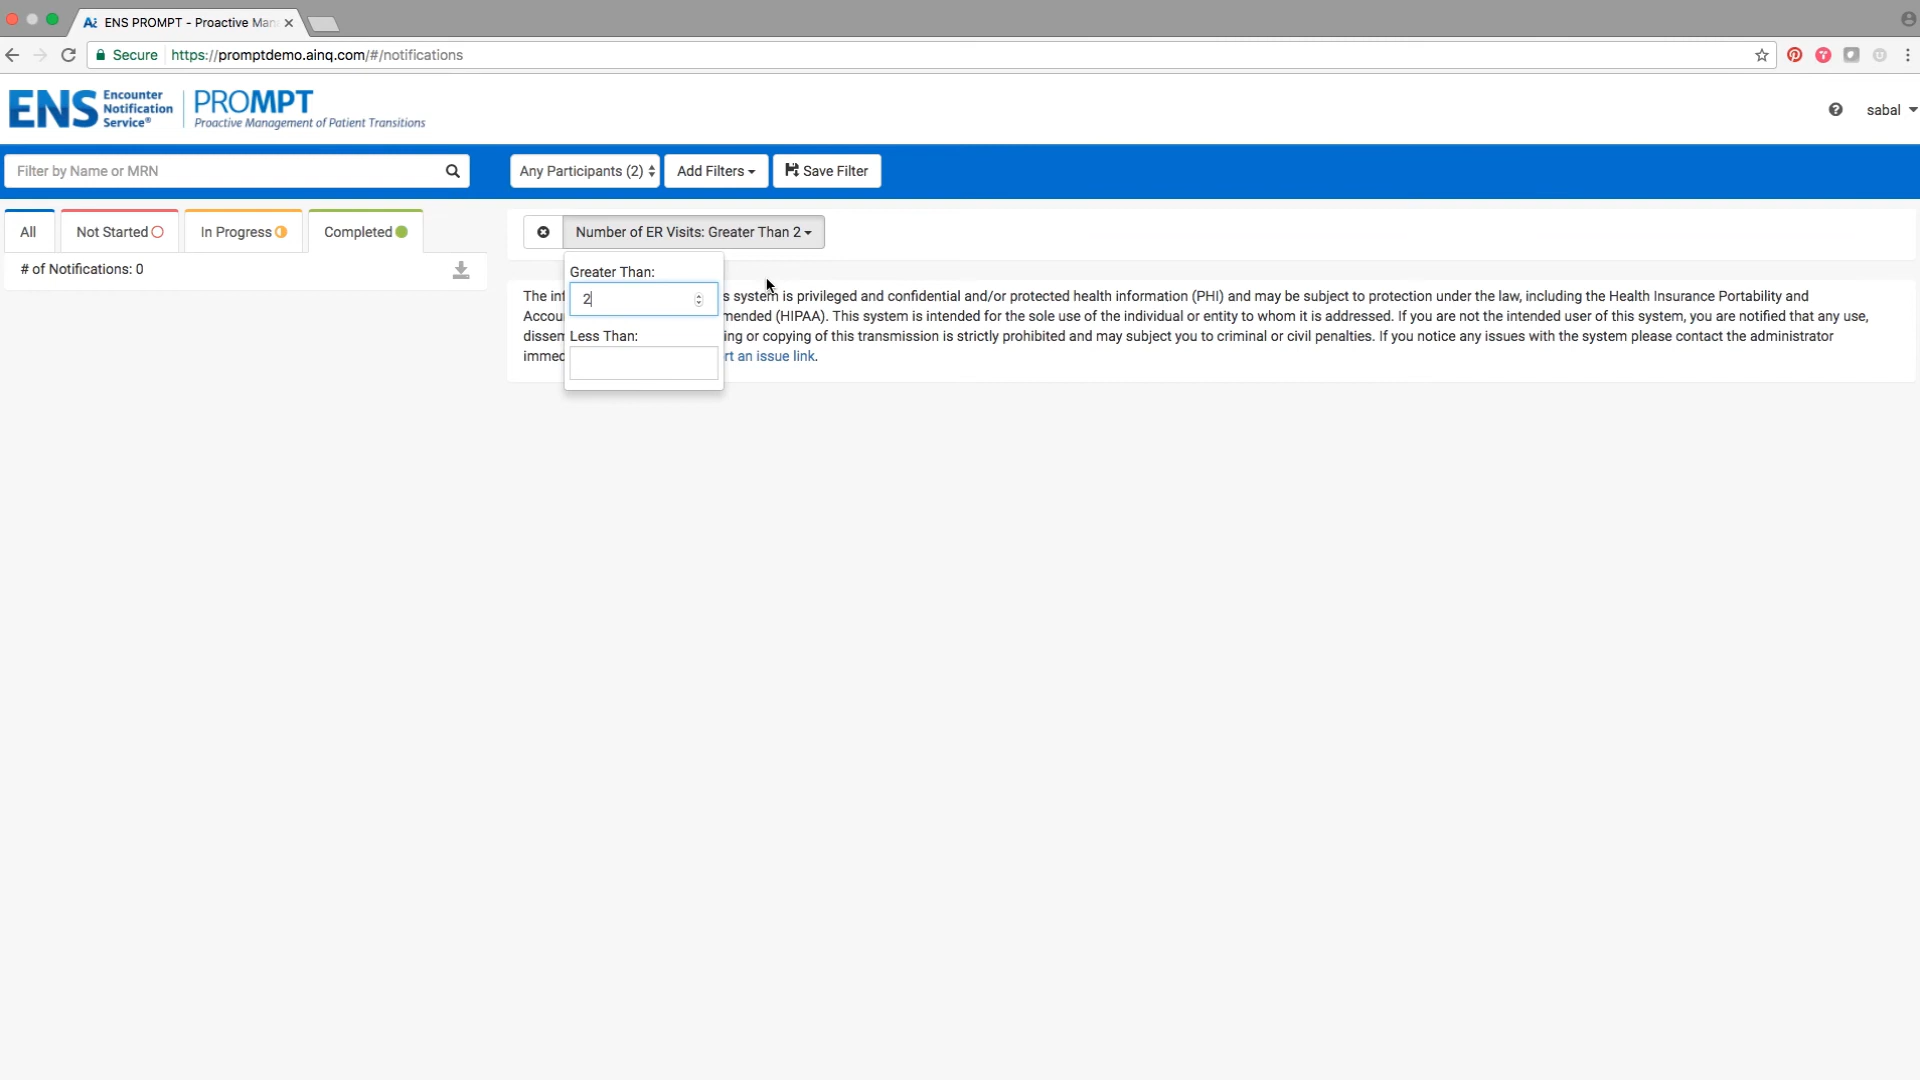 ENS PROMPT - Proactive Man
Secure https://promptdemo.ainq.com/#/notifications
ENS Encounter Notification Service®
PROMPT
Proactive Management of Patient Transitions
sabal
Filter by Name or MRN
Any Participants (2)
Add Filters
Save Filter
All
Not Started
In Progress
Completed
# of Notifications: 0
Number of ER Visits: Greater Than 2
Greater Than:
2
Less Than:
The inf s system is privileged and confidential and/or protected health information (PHI) and may be subject to protection under the law, including the Health Insurance Portability and
Accou mended (HIPAA). This system is intended for the sole use of the individual or entity to whom it is addressed. If you are not the intended user of this system, you are notified that any use,
dissem ing or copying of this transmission is strictly prohibited and may subject you to criminal or civil penalties. If you notice any issues with the system please contact the administrator
immed rt an issue link.